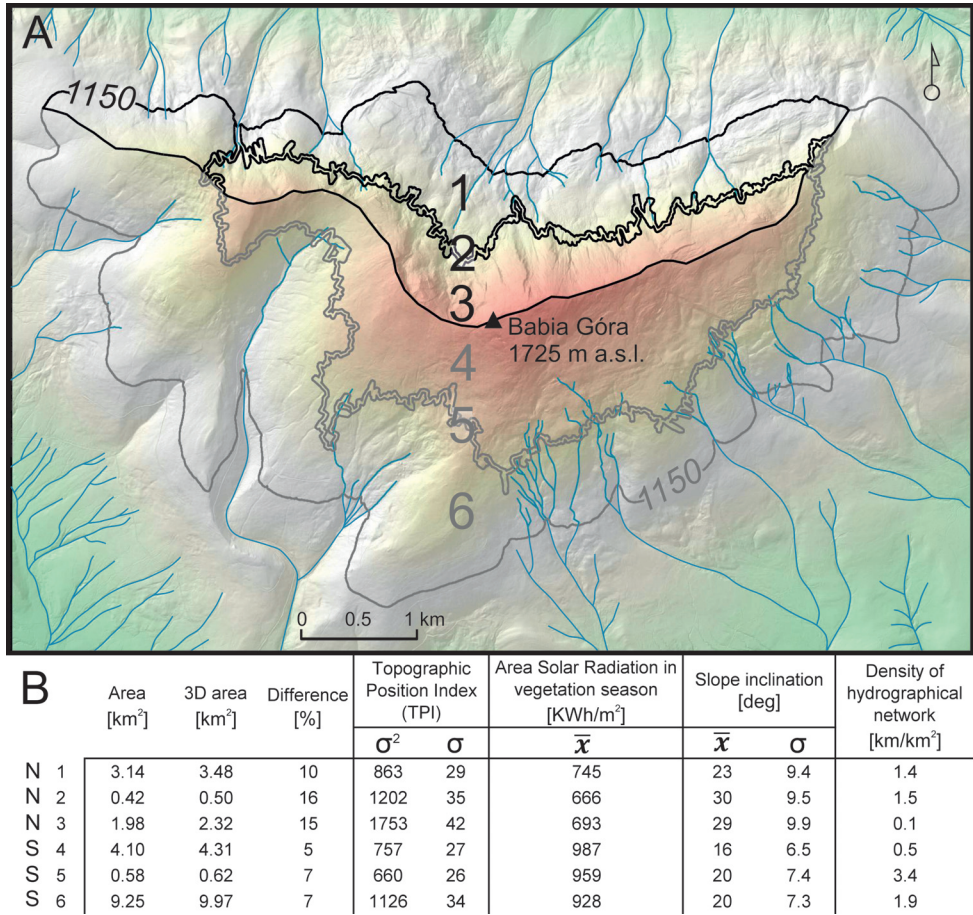 A
1150
1
2
3
Babia Góra
1725 m a.s.l.
4
5
6
1150
0 0.5 1 km
B
Area [km²] 3D area [km²] Difference [%] Topographic Position Index (TPI) Area Solar Radiation in vegetation season [KWh/m²] Slope inclination [deg] Density of hydrographical network [km/km²]
σ² σ x̄ x̄ σ
N 1 3.14 3.48 10 863 29 745 23 9.4 1.4
N 2 0.42 0.50 16 1202 35 666 30 9.5 1.5
N 3 1.98 2.32 15 1753 42 693 29 9.9 0.1
S 4 4.10 4.31 5 757 27 987 16 6.5 0.5
S 5 0.58 0.62 7 660 26 959 20 7.4 3.4
S 6 9.25 9.97 7 1126 34 928 20 7.3 1.9